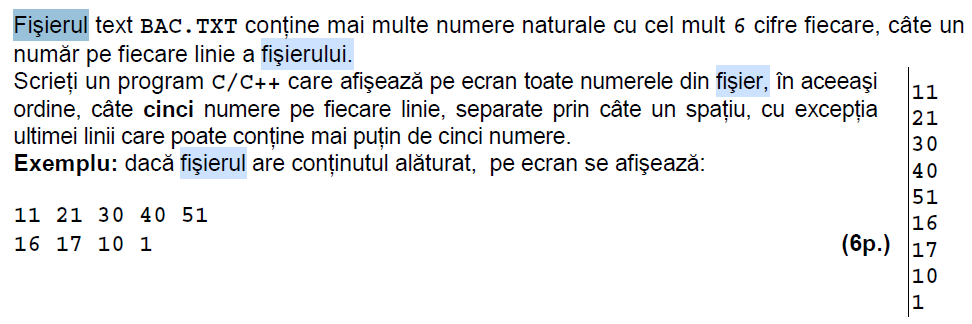 Fişierul text BAC.TXT conţine mai multe numere naturale cu cel mult 6 cifre fiecare, câte un
număr pe fiecare linie a fişierului.
Scrieţi un program C/C++ care afişează pe ecran toate numerele din fişier, în aceeaşi
ordine, câte cinci numere pe fiecare linie, separate prin câte un spaţiu, cu excepţia
ultimei linii care poate conţine mai puţin de cinci numere.
Exemplu: dacă fişierul are conţinutul alăturat, pe ecran se afişează:
11 21 30 40 51
16 17 10 1
(6p.)
11
21
30
40
51
16
17
10
1